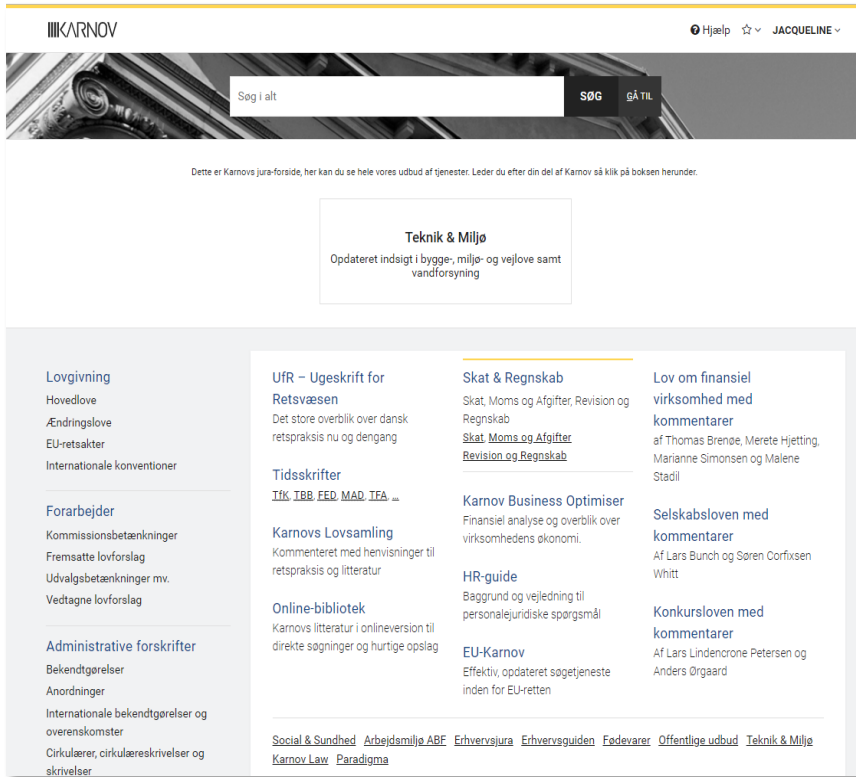 KARNOV
Hjælp
JACQUELINE
Søg i alt
SØG
GÅ TIL
Dette er Karnovs jura-forside, her kan du se hele vores udbud af tjenester. Leder du efter din del af Karnov så klik på boksen herunder.
Teknik & Miljø
Opdateret indsigt i bygge-, miljø- og vejlove samt
vandforsyning
Lovgivning
Hovedlove
Ændringslove
EU-retsakter
Internationale konventioner
Forarbejder
Kommissionsbetænkninger
Fremsatte lovforslag
Udvalgsbetænkninger mv.
Vedtagne lovforslag
Administrative forskrifter
Bekendtgørelser
Anordninger
Internationale bekendtgørelser og
overenskomster
Cirkulærer, cirkulæreskrivelser og
skrivelser
UfR – Ugeskrift for
Retsvæsen
Det store overblik over dansk
retspraksis nu og dengang
Tidsskrifter
TfK, TBB, FED, MAD, TFA, ...
Karnovs Lovsamling
Kommenteret med henvisninger til
retspraksis og litteratur
Online-bibliotek
Karnovs litteratur i onlineversion til
direkte søgninger og hurtige opslag
Skat & Regnskab
Skat, Moms og Afgifter, Revision og
Regnskab
Skat, Moms og Afgifter
Revision og Regnskab
Karnov Business Optimiser
Finansiel analyse og overblik over
virksomhedens økonomi.
HR-guide
Baggrund og vejledning til
personalejuridiske spørgsmål
EU-Karnov
Effektiv, opdateret søgetjeneste
inden for EU-retten
Lov om finansiel
virksomhed med
kommentarer
af Thomas Brenøe, Merete Hjetting,
Marianne Simonsen og Malene
Stadil
Selskabsloven med
kommentarer
Af Lars Bunch og Søren Corfixsen
Whitt
Konkursloven med
kommentarer
Af Lars Lindencrone Petersen og
Anders Ørgaard
Social & Sundhed Arbejdsmiljø ABF Erhvervsjura Erhvervsguiden Fødevarer Offentlige udbud Teknik & Miljø
Karnov Law Paradigma